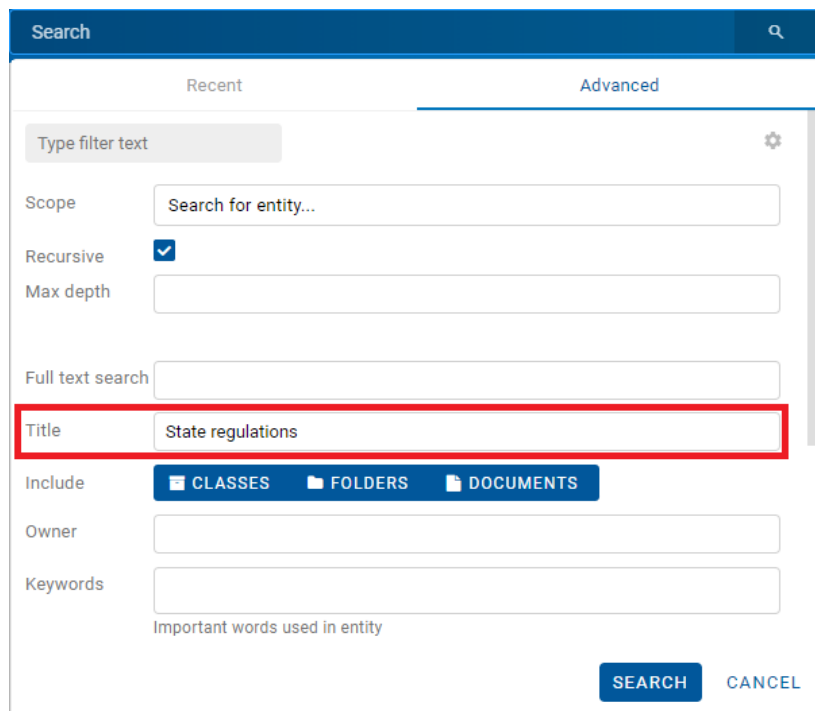 Search
Recent Advanced
Type filter text
Scope Search for entity...
Recursive
Max depth
Full text search
Title State regulations
Include CLASSES FOLDERS DOCUMENTS
Owner
Keywords
Important words used in entity
SEARCH CANCEL